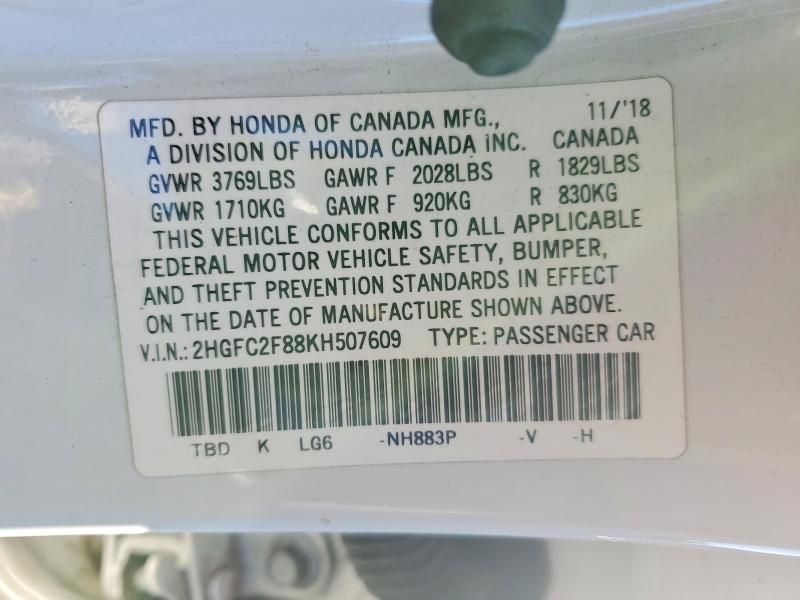 MFD. BY HONDA OF CANADA MFG., 11/'18
A DIVISION OF HONDA CANADA INC. CANADA
GVWR 3769LBS GAWR F 2028LBS R 1829LBS
GVWR 1710KG GAWR F 920KG R 830KG
THIS VEHICLE CONFORMS TO ALL APPLICABLE
FEDERAL MOTOR VEHICLE SAFETY, BUMPER,
AND THEFT PREVENTION STANDARDS IN EFFECT
ON THE DATE OF MANUFACTURE SHOWN ABOVE.
V.I.N.: 2HGFC2F88KH507609 TYPE: PASSENGER CAR
TBD K LG6 -NH883P -V -H